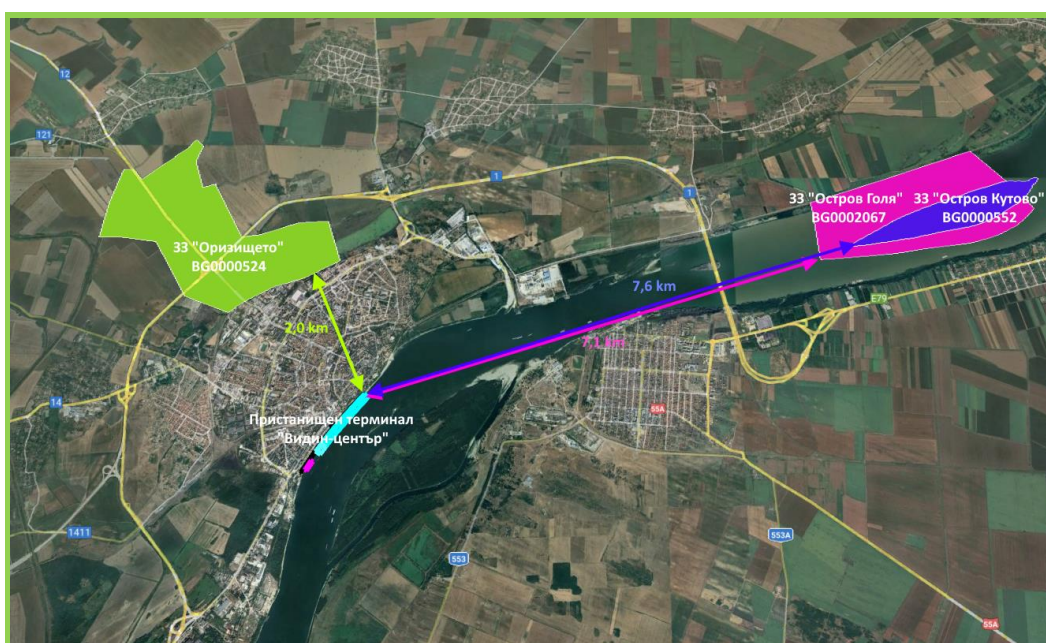 12
121
1
1
ЗЗ "Остров Голя"
BG0002067
ЗЗ "Остров Кутово"
BG0000552
ЗЗ "Оризището"
BG0000524
7,6 km
E79
2,0 km
7,1 km
14
Пристанищен терминал
"Видин-център"
55A
1411
553
553A
55A